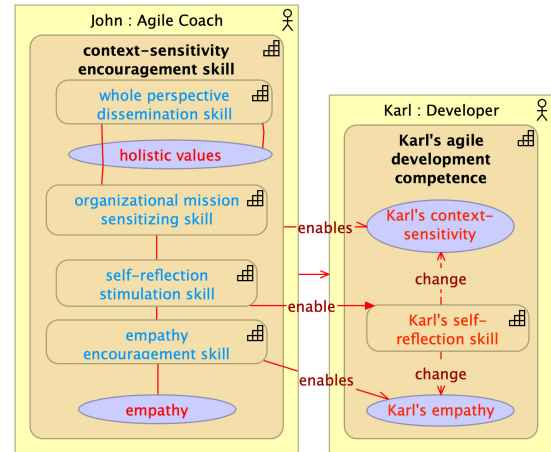 John : Agile Coach
context-sensitivity
encouragement skill
whole perspective
dissemination skill
holistic values
organizational mission
sensitizing skill
self-reflection
stimulation skill
empathy
encouragement skill
empathy
enables
enable
enables
Karl : Developer
Karl's agile
development
competence
Karl's context-
sensitivity
change
Karl's self-
reflection skill
change
Karl's empathy